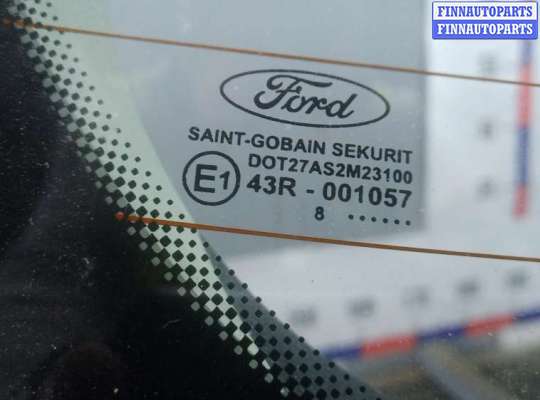 FINNAUTOPARTS
FINNAUTOPARTS
Ford
SAINT-GOBAIN SEKURIT
DOT27AS2M23100
E1 43R - 001057
8 ......